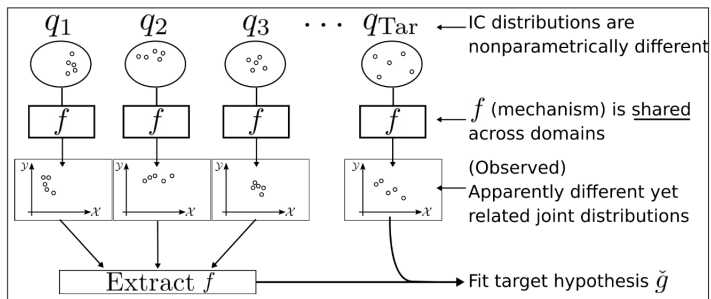 q₁ q₂ q₃ ··· q_Tar
IC distributions are
nonparametrically different
f f f f
f (mechanism) is shared
across domains
𝒴 𝒴 𝒴 𝒴
𝒳 𝒳 𝒳 𝒳
(Observed)
Apparently different yet
related joint distributions
Extract f
Fit target hypothesis ǧ